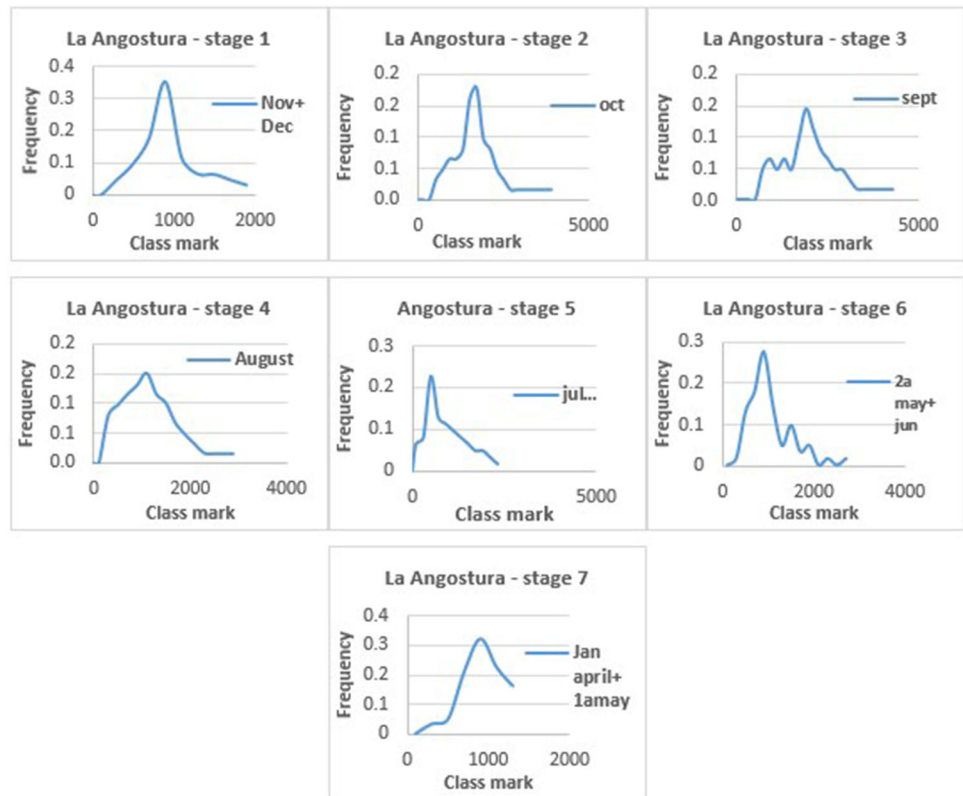 La Angostura - stage 1
0.4
0.3
0.2
0.1
0
Frequency
Nov+
Dec
0
1000
2000
Class mark
La Angostura - stage 2
0.2
0.2
0.1
0.1
0.0
Frequency
oct
0
5000
Class mark
La Angostura - stage 3
0.2
0.2
0.1
0.1
0.0
Frequency
sept
0
5000
Class mark
La Angostura - stage 4
0.2
0.2
0.1
0.1
0.0
Frequency
August
0
2000
4000
Class mark
Angostura - stage 5
0.3
0.2
0.1
0
Frequency
jul...
0
5000
Class mark
La Angostura - stage 6
0.3
0.2
0.1
0
Frequency
2a
may+
jun
0
2000
4000
Class mark
La Angostura - stage 7
0.4
0.3
0.2
0.1
0
Frequency
Jan
april+
1amay
0
1000
2000
Class mark